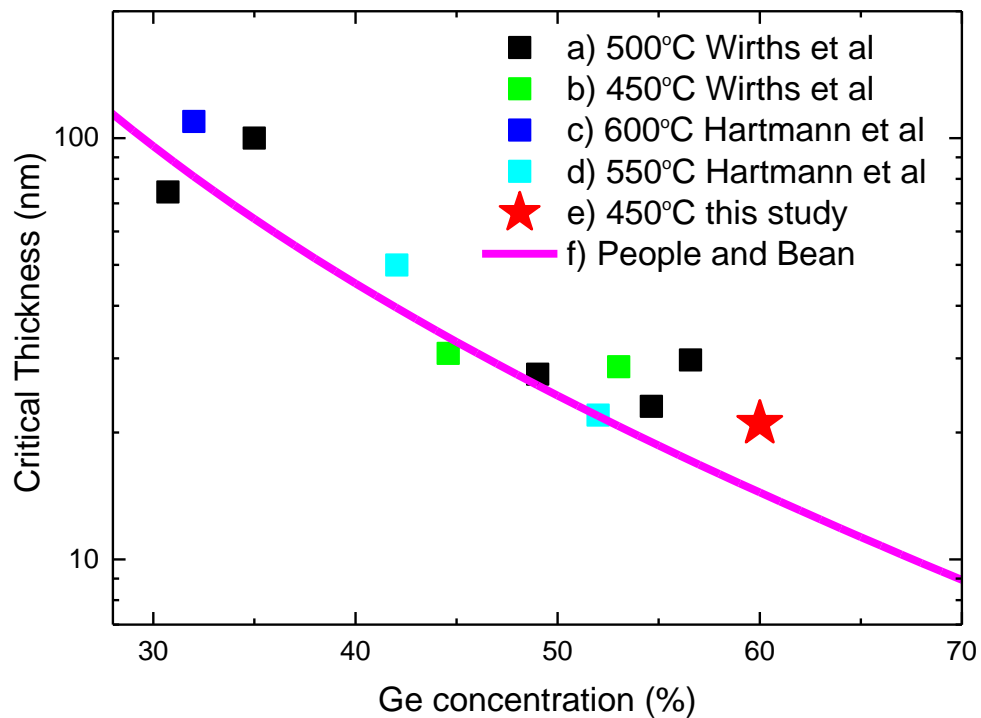 a) 500°C Wirths et al
b) 450°C Wirths et al
c) 600°C Hartmann et al
d) 550°C Hartmann et al
e) 450°C this study
f) People and Bean
Critical Thickness (nm)
100
10
30 40 50 60 70
Ge concentration (%)